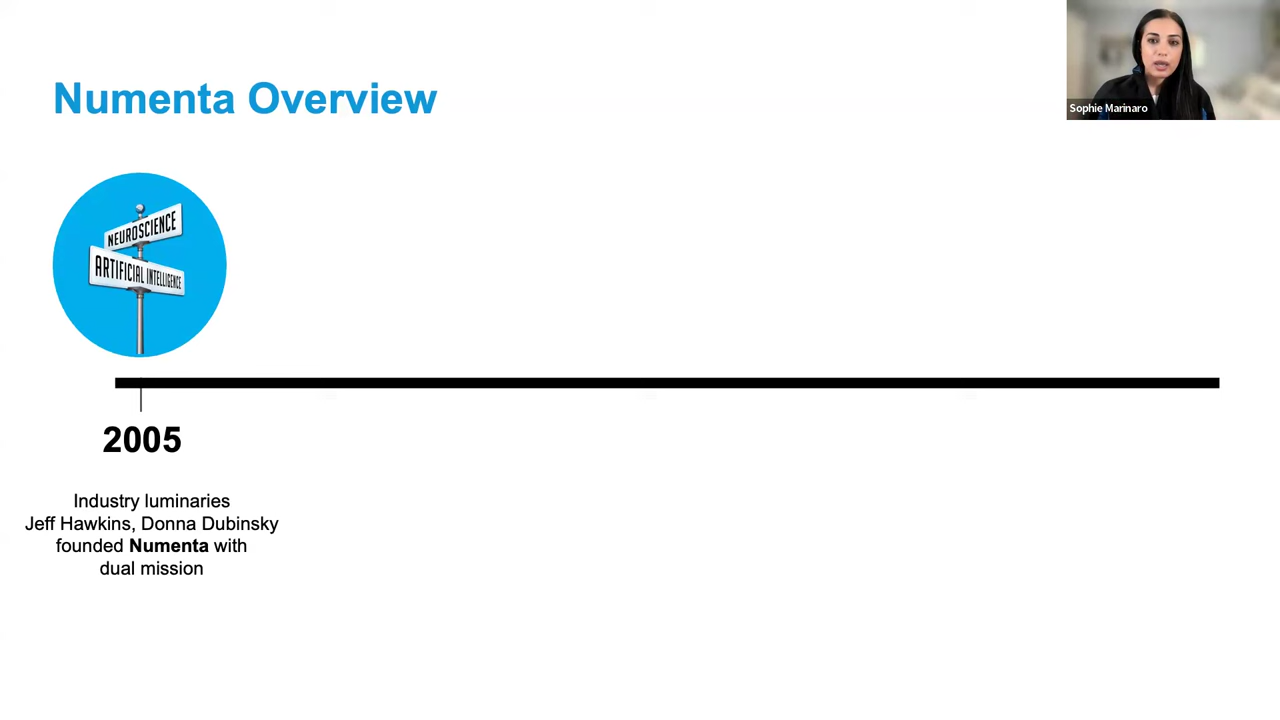 Numenta Overview
Sophie Marinaro
NEUROSCIENCE
ARTIFICIAL INTELLIGENCE
2005
Industry luminaries
Jeff Hawkins, Donna Dubinsky
founded Numenta with
dual mission